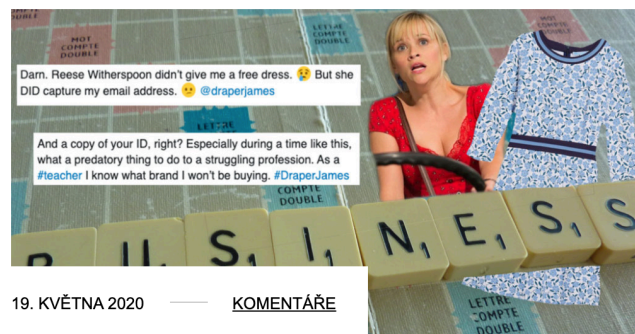 MOT
COMPTE
DOUBLE
LETTRE
COMPTE
DOUBLE
MOT
COMPTE
DOUBLE
Darn. Reese Witherspoon didn't give me a free dress. 😢 But she
DID capture my email address. 😕 @draperjames
LETTRE
And a copy of your ID, right? Especially during a time like this,
what a predatory thing to do to a struggling profession. As a
#teacher I know what brand I won't be buying. #DraperJames
COMPTE
DOUBLE
B U S I N E S S
19. KVĚTNA 2020
KOMENTÁŘE
LETTRE
COMPTE
DOUBLE